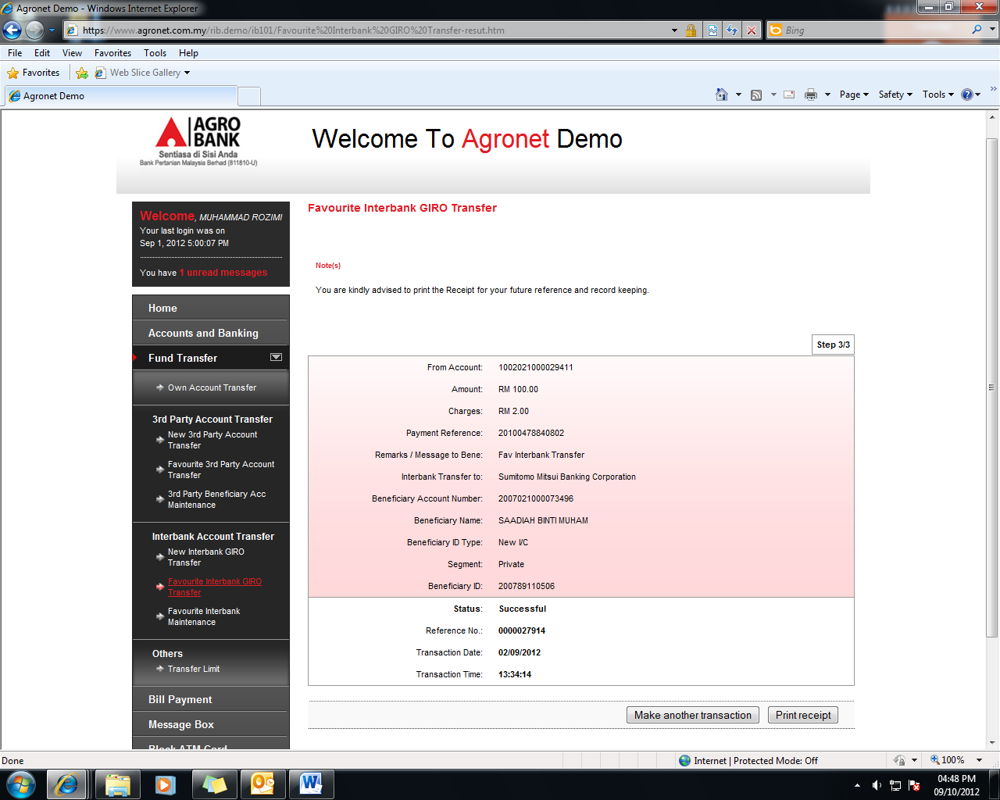 Agronet Demo - Windows Internet Explorer
https://www.agronet.com.my/rib.demo/ib101/Favourite%20Interbank%20GIRO%20Transfer-resut.htm
Bing
File Edit View Favorites Tools Help
Favorites Web Slice Gallery
Agronet Demo
Page Safety Tools
AGRO
BANK
Sentiasa di Sisi Anda
Bank Pertanian Malaysia Berhad (811810-U)
Welcome To Agronet Demo
Welcome, MUHAMMAD ROZIMI
Your last login was on
Sep 1, 2012 5:00:07 PM
You have 1 unread messages
Home
Accounts and Banking
Fund Transfer
Own Account Transfer
3rd Party Account Transfer
New 3rd Party Account
Transfer
Favourite 3rd Party Account
Transfer
3rd Party Beneficiary Acc
Maintenance
Interbank Account Transfer
New Interbank GIRO
Transfer
Favourite Interbank GIRO
Transfer
Favourite Interbank
Maintenance
Others
Transfer Limit
Bill Payment
Message Box
Block ATM Card
Favourite Interbank GIRO Transfer
Note(s)
You are kindly advised to print the Receipt for your future reference and record keeping.
Step 3/3
From Account: 1002021000029411
Amount: RM 100.00
Charges: RM 2.00
Payment Reference: 20100478840802
Remarks / Message to Bene: Fav Interbank Transfer
Interbank Transfer to: Sumitomo Mitsui Banking Corporation
Beneficiary Account Number: 2007021000073496
Beneficiary Name: SAADIAH BINTI MUHAM
Beneficiary ID Type: New I/C
Segment: Private
Beneficiary ID: 200789110506
Status: Successful
Reference No.: 0000027914
Transaction Date: 02/09/2012
Transaction Time: 13:34:14
Make another transaction Print receipt
Done Internet | Protected Mode: Off 100%
04:48 PM
09/10/2012